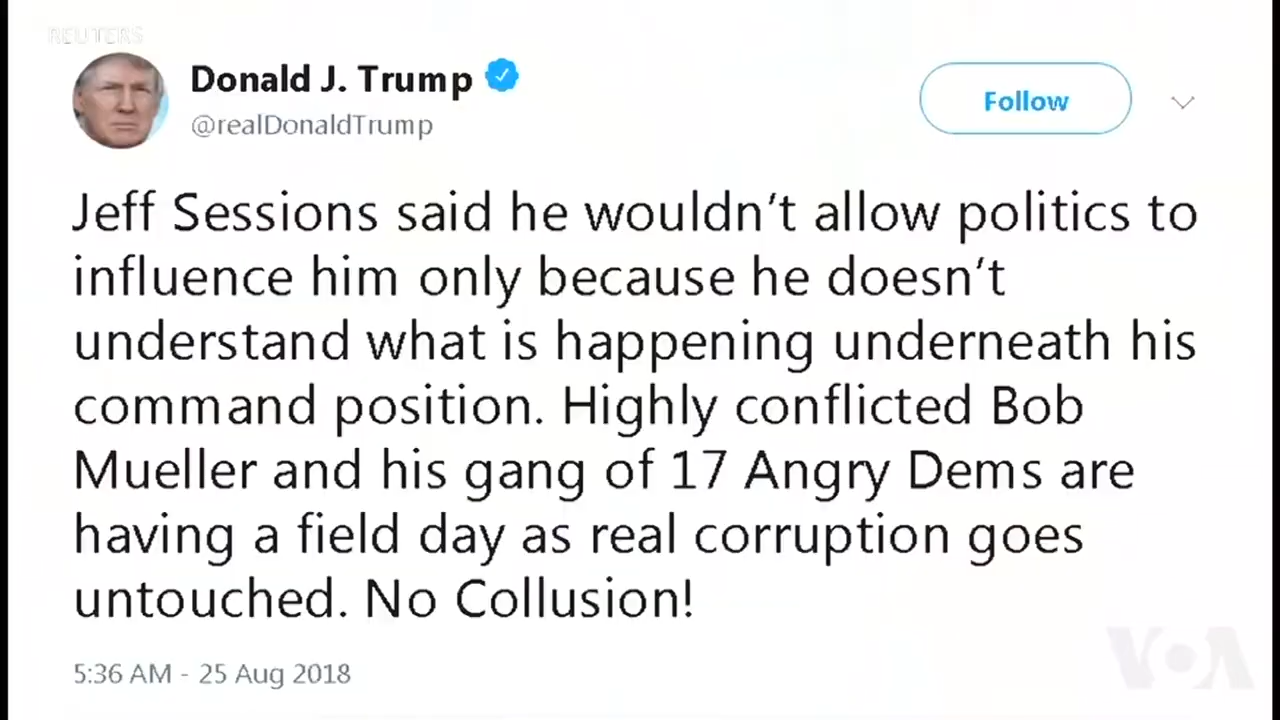 REUTERS
Donald J. Trump
@realDonaldTrump
Follow
Jeff Sessions said he wouldn’t allow politics to
influence him only because he doesn’t
understand what is happening underneath his
command position. Highly conflicted Bob
Mueller and his gang of 17 Angry Dems are
having a field day as real corruption goes
untouched. No Collusion!
5:36 AM - 25 Aug 2018
VOA